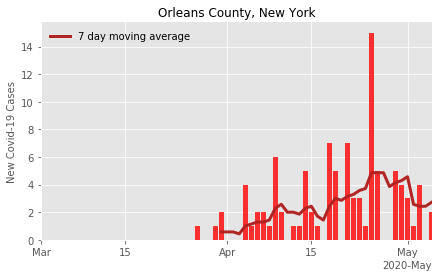 Orleans County, New York
7 day moving average
New Covid-19 Cases
14
12
10
8
6
4
2
0
Mar
15
Apr
15
May
2020-May